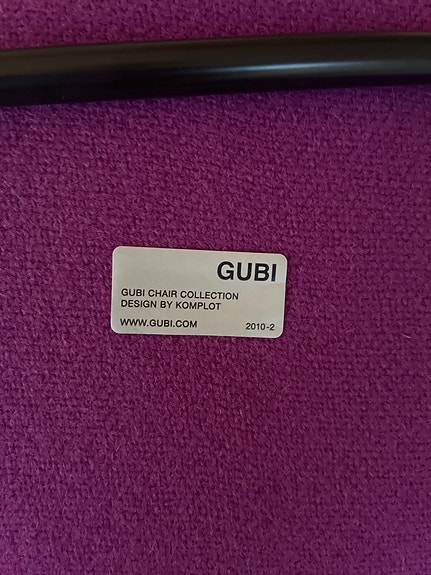 GUBI
GUBI CHAIR COLLECTION
DESIGN BY KOMPLOT
WWW.GUBI.COM 2010-2